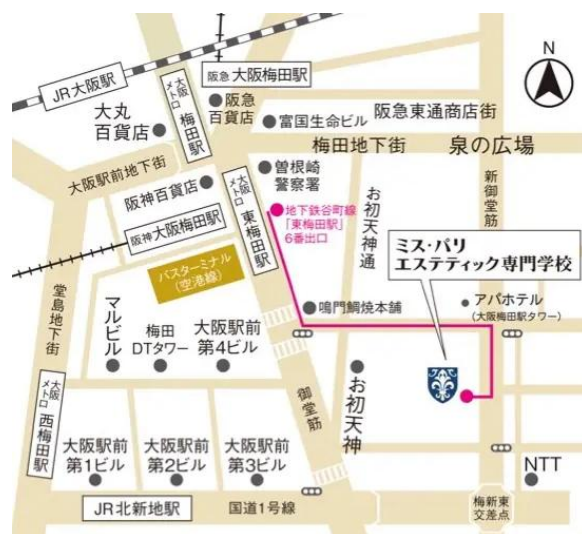 N
JR大阪駅
大阪
メトロ
梅田駅
阪急 大阪梅田駅
大丸
百貨店
阪急
百貨店
富国生命ビル
阪急東通商店街
梅田地下街
泉の広場
大阪駅前地下街
阪神百貨店
曽根崎
警察署
大阪
メトロ
東梅田駅
地下鉄谷町線
「東梅田駅」
6番出口
お初天神通
新御堂筋
阪神 大阪梅田駅
バスターミナル
(空港線)
ミス・パリ
エステティック専門学校
堂島地下街
マルビル
梅田
DTタワー
大阪駅前
第4ビル
鳴門鯛焼本舗
アパホテル
(大阪梅田駅タワー)
大阪
メトロ
西梅田駅
御堂筋
お初天神
大阪駅前
第1ビル
大阪駅前
第2ビル
大阪駅前
第3ビル
NTT
JR北新地駅
国道1号線
梅新東
交差点